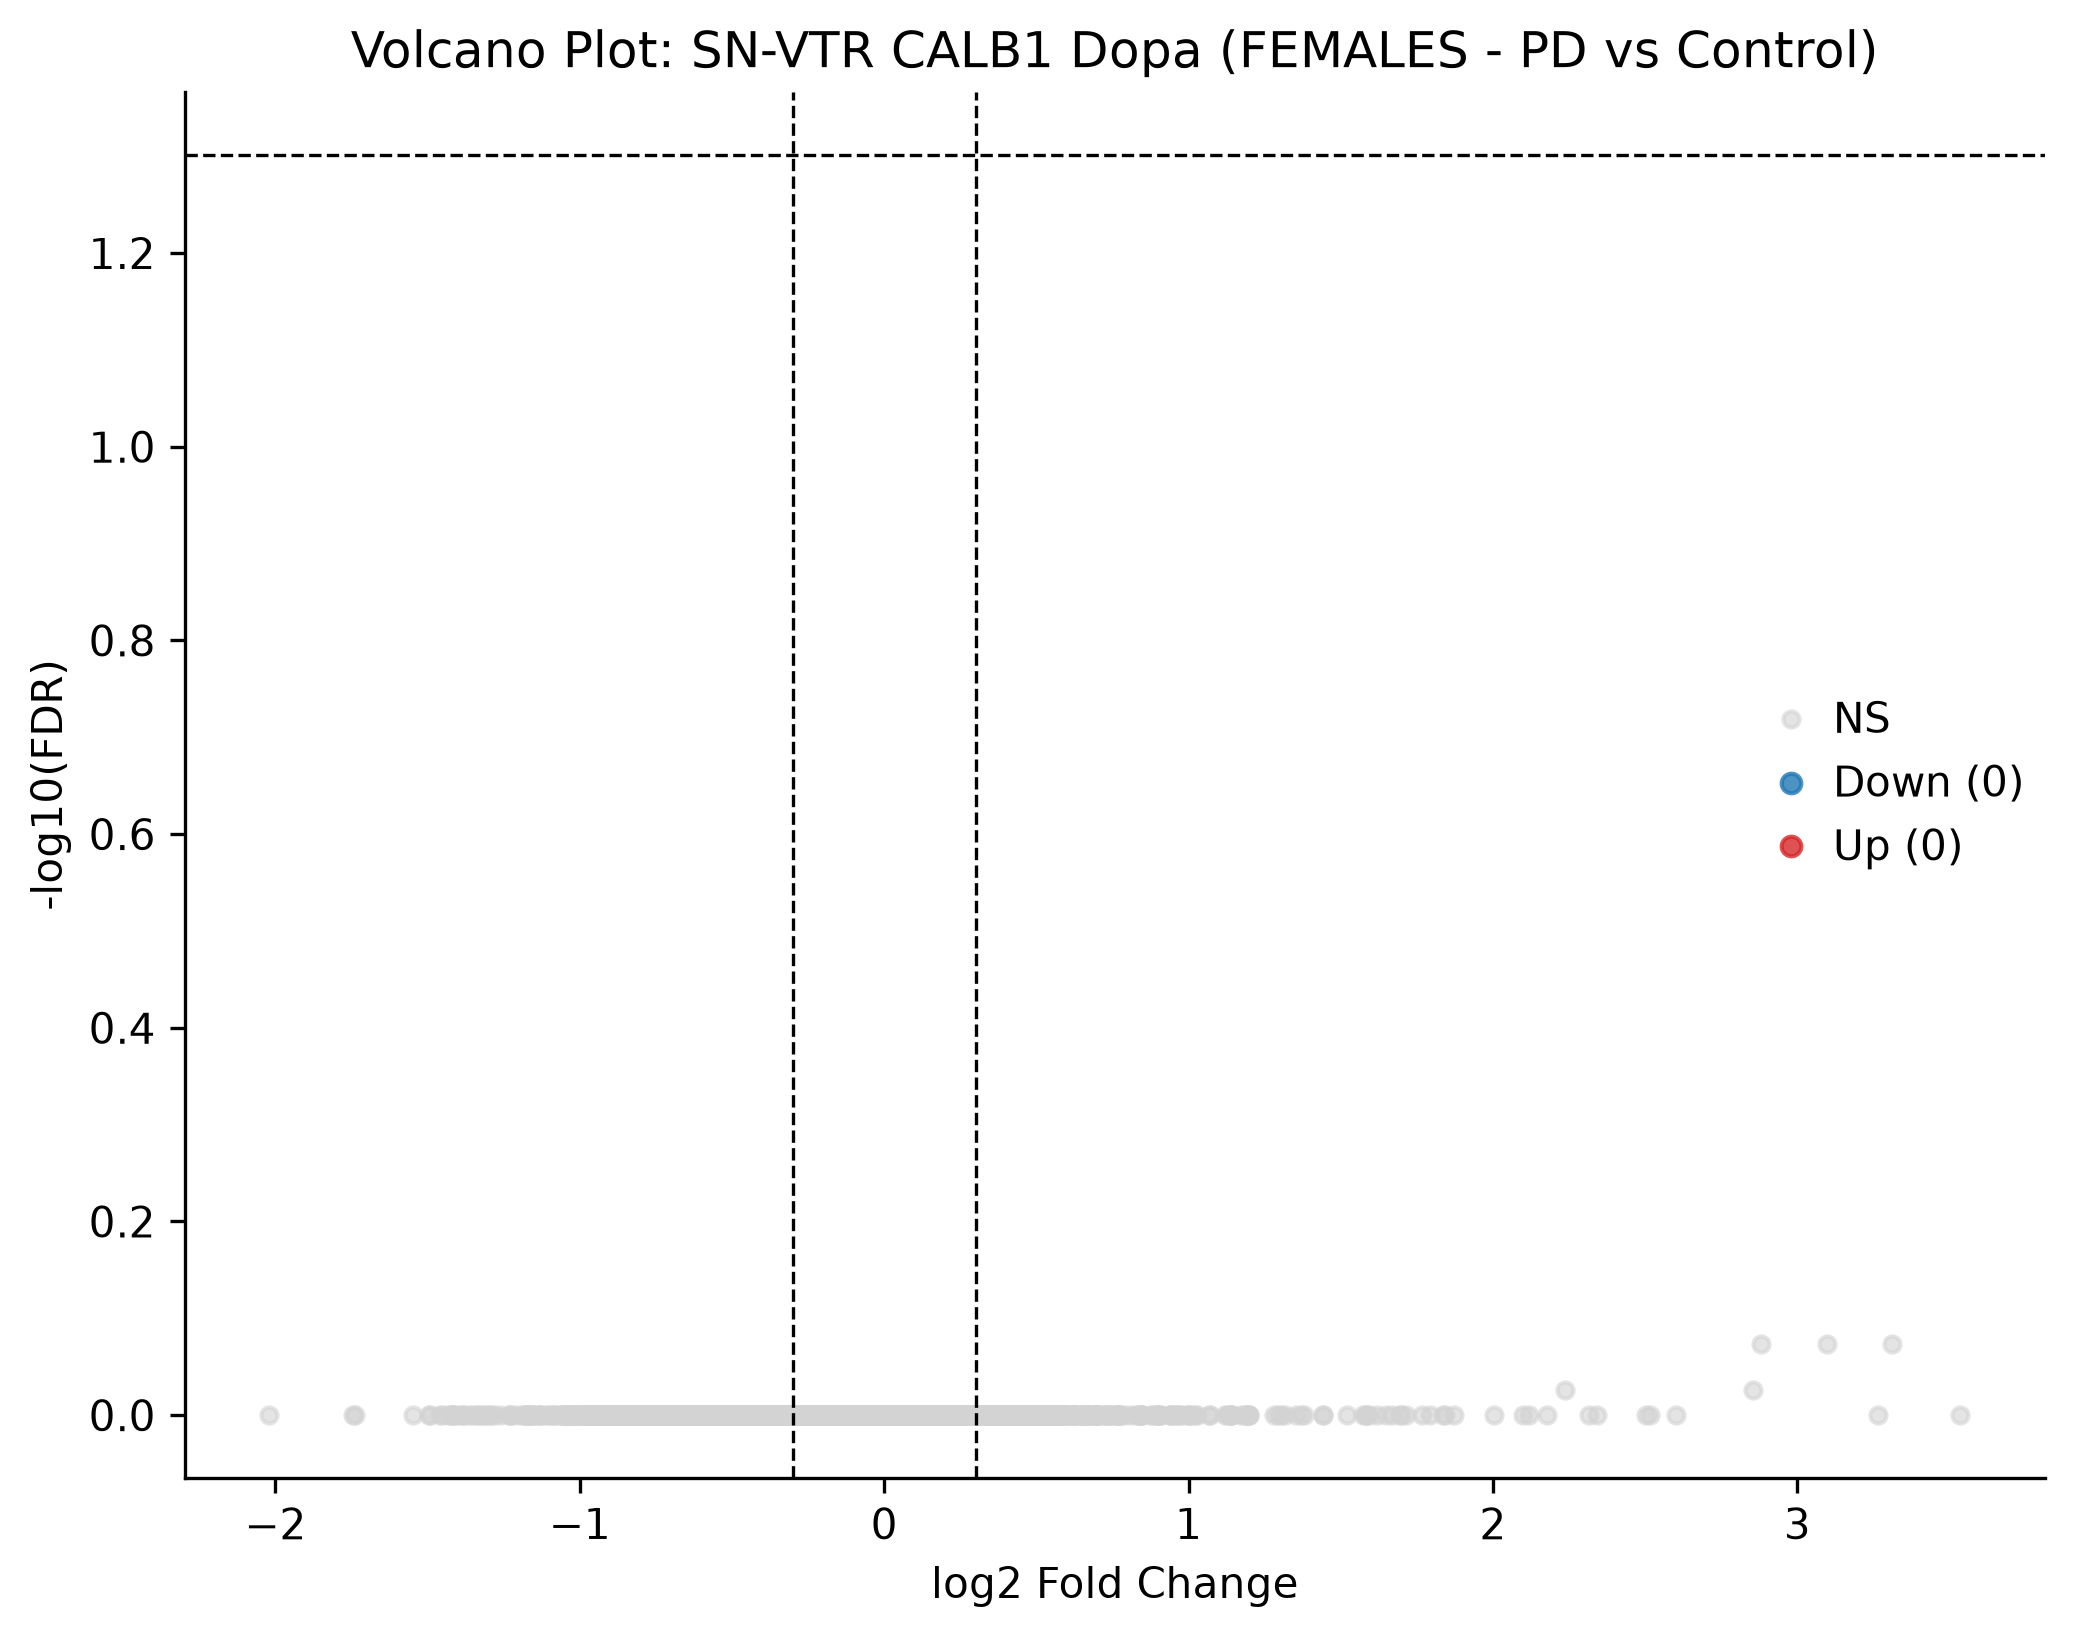 Volcano Plot: SN-VTR CALB1 Dopa (FEMALES - PD vs Control)
-log10(FDR)
1.2
1.0
0.8
0.6
0.4
0.2
0.0
NS
Down (0)
Up (0)
−2 −1 0 1 2 3
log2 Fold Change